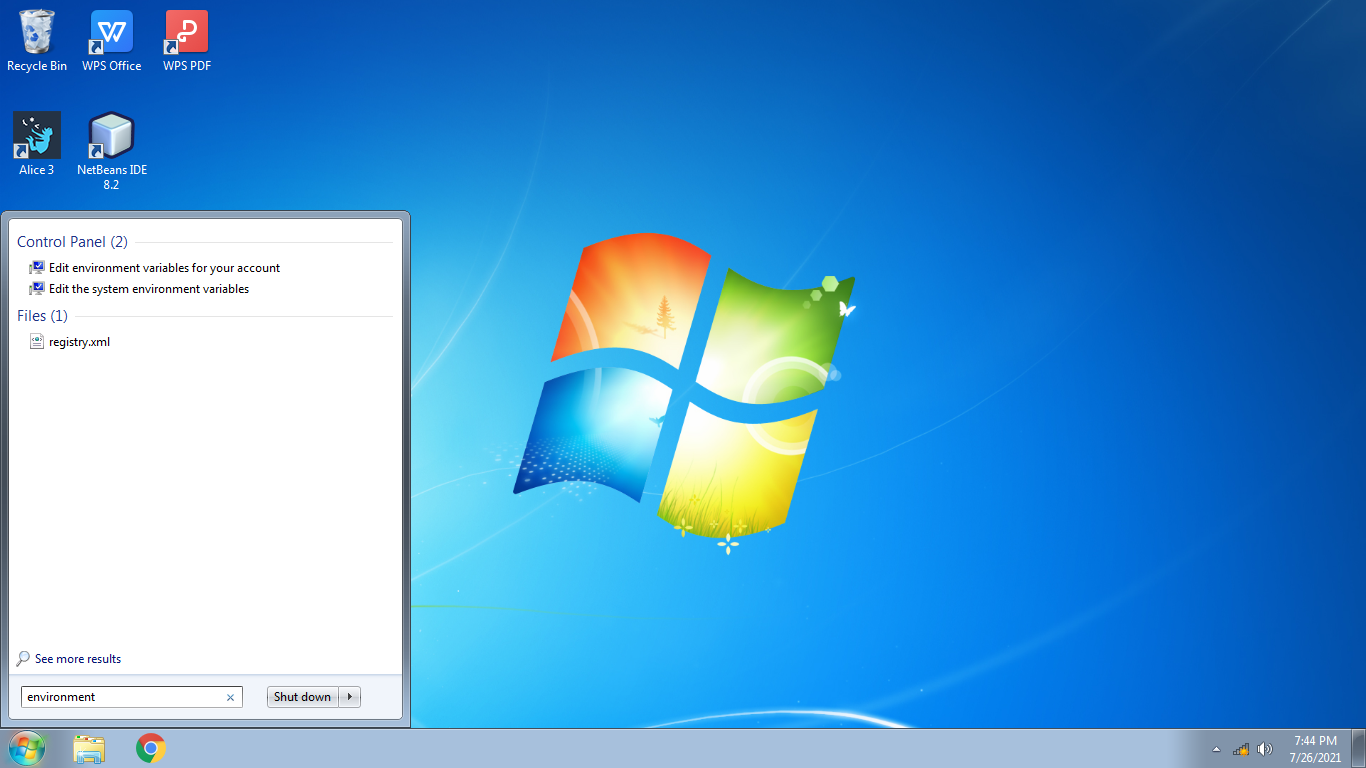 Recycle Bin
WPS Office
WPS PDF
Alice 3
NetBeans IDE
8.2
Control Panel (2)
Edit environment variables for your account
Edit the system environment variables
Files (1)
registry.xml
See more results
environment
Shut down
7:44 PM
7/26/2021